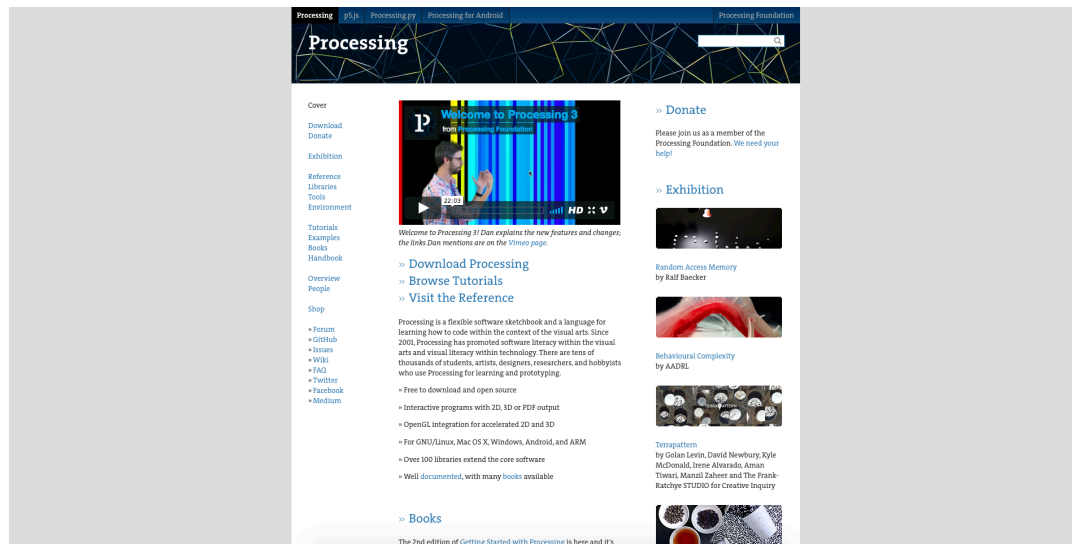 Processing p5.js Processing.py Processing for Android Processing Foundation
Processing
Cover
Download
Donate
Exhibition
Reference
Libraries
Tools
Environment
Tutorials
Examples
Books
Handbook
Overview
People
Shop
» Forum
» GitHub
» Issues
» Wiki
» FAQ
» Twitter
» Facebook
» Medium
Welcome to Processing 3
from Processing Foundation
22:03
HD
Welcome to Processing 3! Dan explains the new features and changes;
the links Dan mentions are on the Vimeo page.
» Download Processing
» Browse Tutorials
» Visit the Reference
Processing is a flexible software sketchbook and a language for
learning how to code within the context of the visual arts. Since
2001, Processing has promoted software literacy within the visual
arts and visual literacy within technology. There are tens of
thousands of students, artists, designers, researchers, and hobbyists
who use Processing for learning and prototyping.
» Free to download and open source
» Interactive programs with 2D, 3D or PDF output
» OpenGL integration for accelerated 2D and 3D
» For GNU/Linux, Mac OS X, Windows, Android, and ARM
» Over 100 libraries extend the core software
» Well documented, with many books available
» Books
The 2nd edition of Getting Started with Processing is here and it's
» Donate
Please join us as a member of the
Processing Foundation. We need your
help!
» Exhibition
Random Access Memory
by Ralf Baecker
Behavioural Complexity
by AADRL
TERRAPATTERN
Terrapattern
by Golan Levin, David Newbury, Kyle
McDonald, Irene Alvarado, Aman
Tiwari, Manzil Zaheer and The Frank-
Ratchye STUDIO for Creative Inquiry